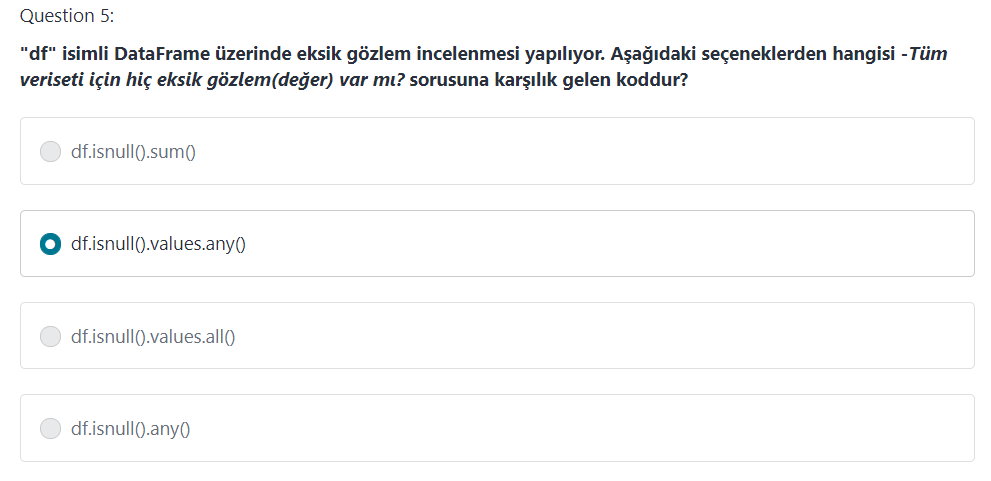 Question 5:
"df" isimli DataFrame üzerinde eksik gözlem incelenmesi yapılıyor. Aşağıdaki seçeneklerden hangisi -Tüm
veriseti için hiç eksik gözlem(değer) var mı? sorusuna karşılık gelen koddur?
df.isnull().sum()
df.isnull().values.any()
df.isnull().values.all()
df.isnull().any()